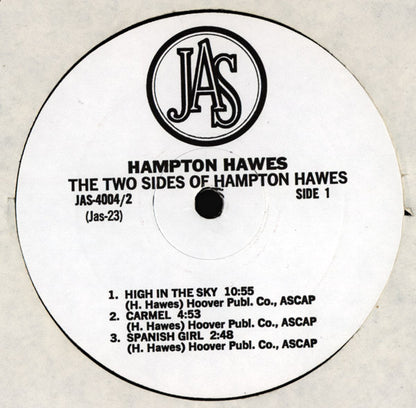 JAS
HAMPTON HAWES
THE TWO SIDES OF HAMPTON HAWES
JAS-4004/2 SIDE 1
(Jas-23)
1. HIGH IN THE SKY 10:55
(H. Hawes) Hoover Publ. Co., ASCAP
2. CARMEL 4:53
(H. Hawes) Hoover Publ. Co., ASCAP
3. SPANISH GIRL 2:48
(H. Hawes) Hoover Publ. Co., ASCAP